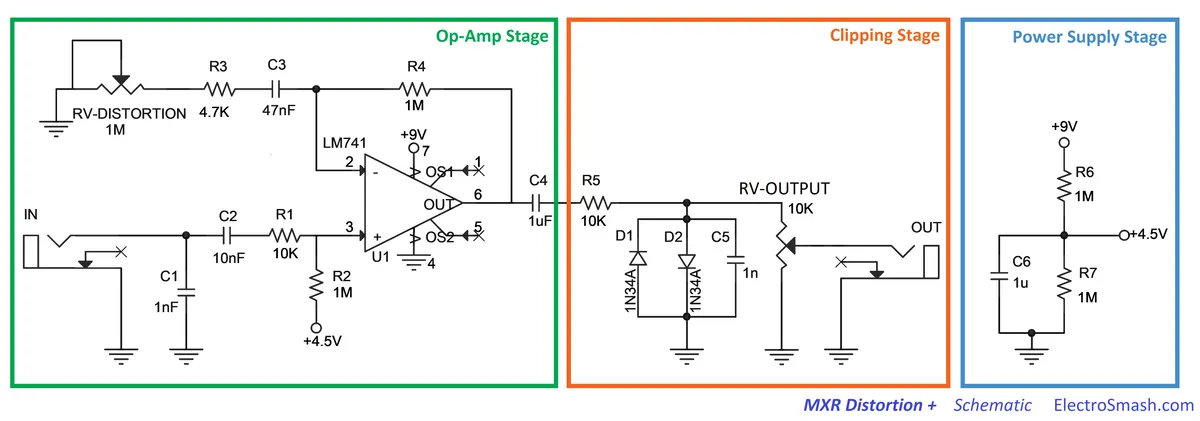 Op-Amp Stage
Clipping Stage
Power Supply Stage
R3
C3
R4
RV-DISTORTION
1M
4.7K
47nF
1M
LM741
+9V
7
2
-
OS1
1
OUT
6
3
+
OS2
5
U1
4
IN
C2
R1
10nF
10K
C1
1nF
R2
1M
+4.5V
C4
1uF
R5
10K
RV-OUTPUT
10K
D1
D2
C5
1N34A
1N34A
1n
OUT
+9V
R6
1M
+4.5V
C6
1u
R7
1M
MXR Distortion + Schematic ElectroSmash.com